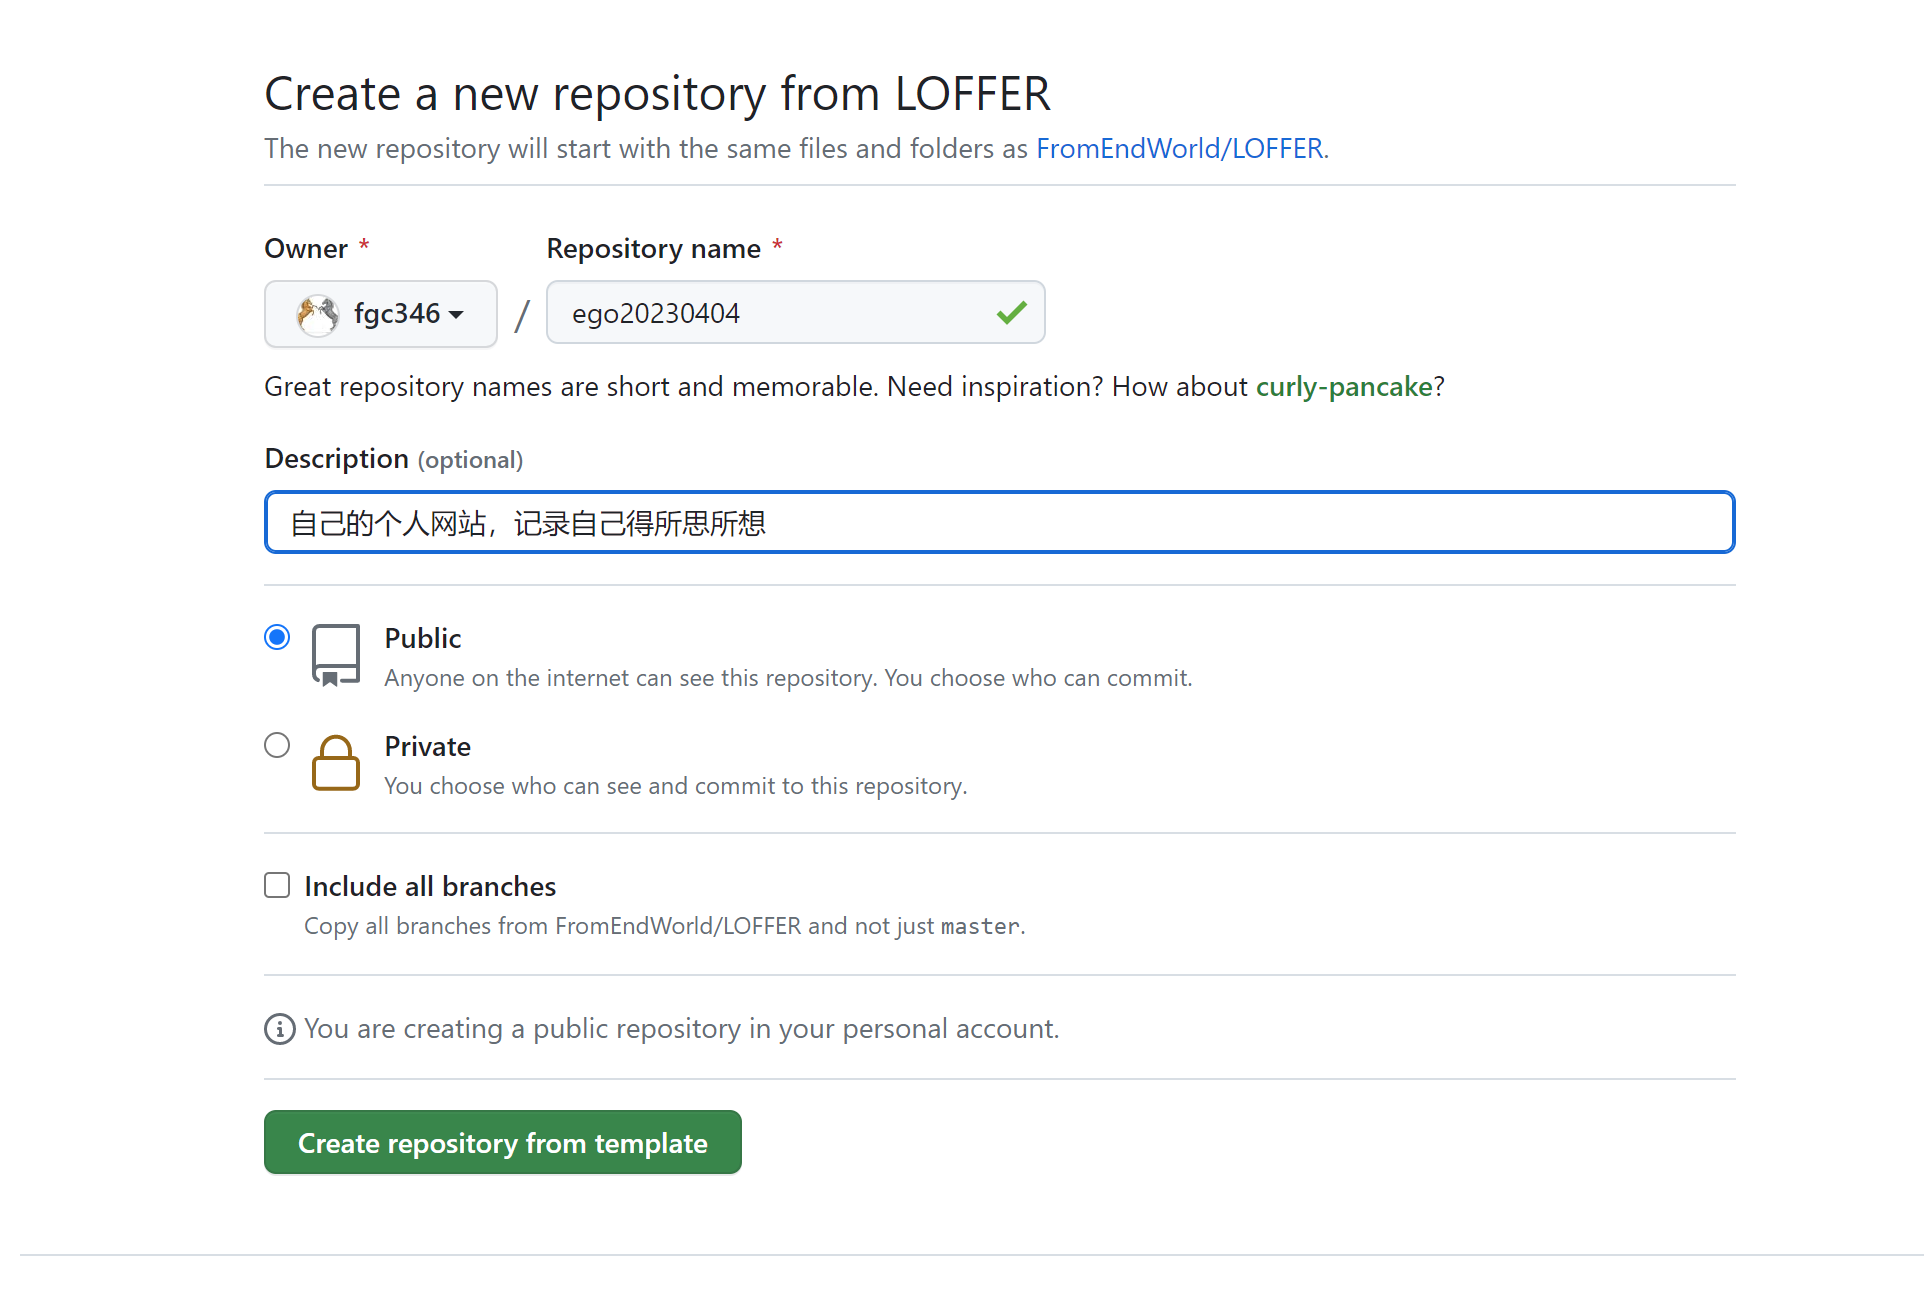 Create a new repository from LOFFER
The new repository will start with the same files and folders as FromEndWorld/LOFFER.
Owner * Repository name *
fgc346 / ego20230404
Great repository names are short and memorable. Need inspiration? How about curly-pancake?
Description (optional)
自己的个人网站，记录自己得所思所想
Public
Anyone on the internet can see this repository. You choose who can commit.
Private
You choose who can see and commit to this repository.
Include all branches
Copy all branches from FromEndWorld/LOFFER and not just master.
You are creating a public repository in your personal account.
Create repository from template